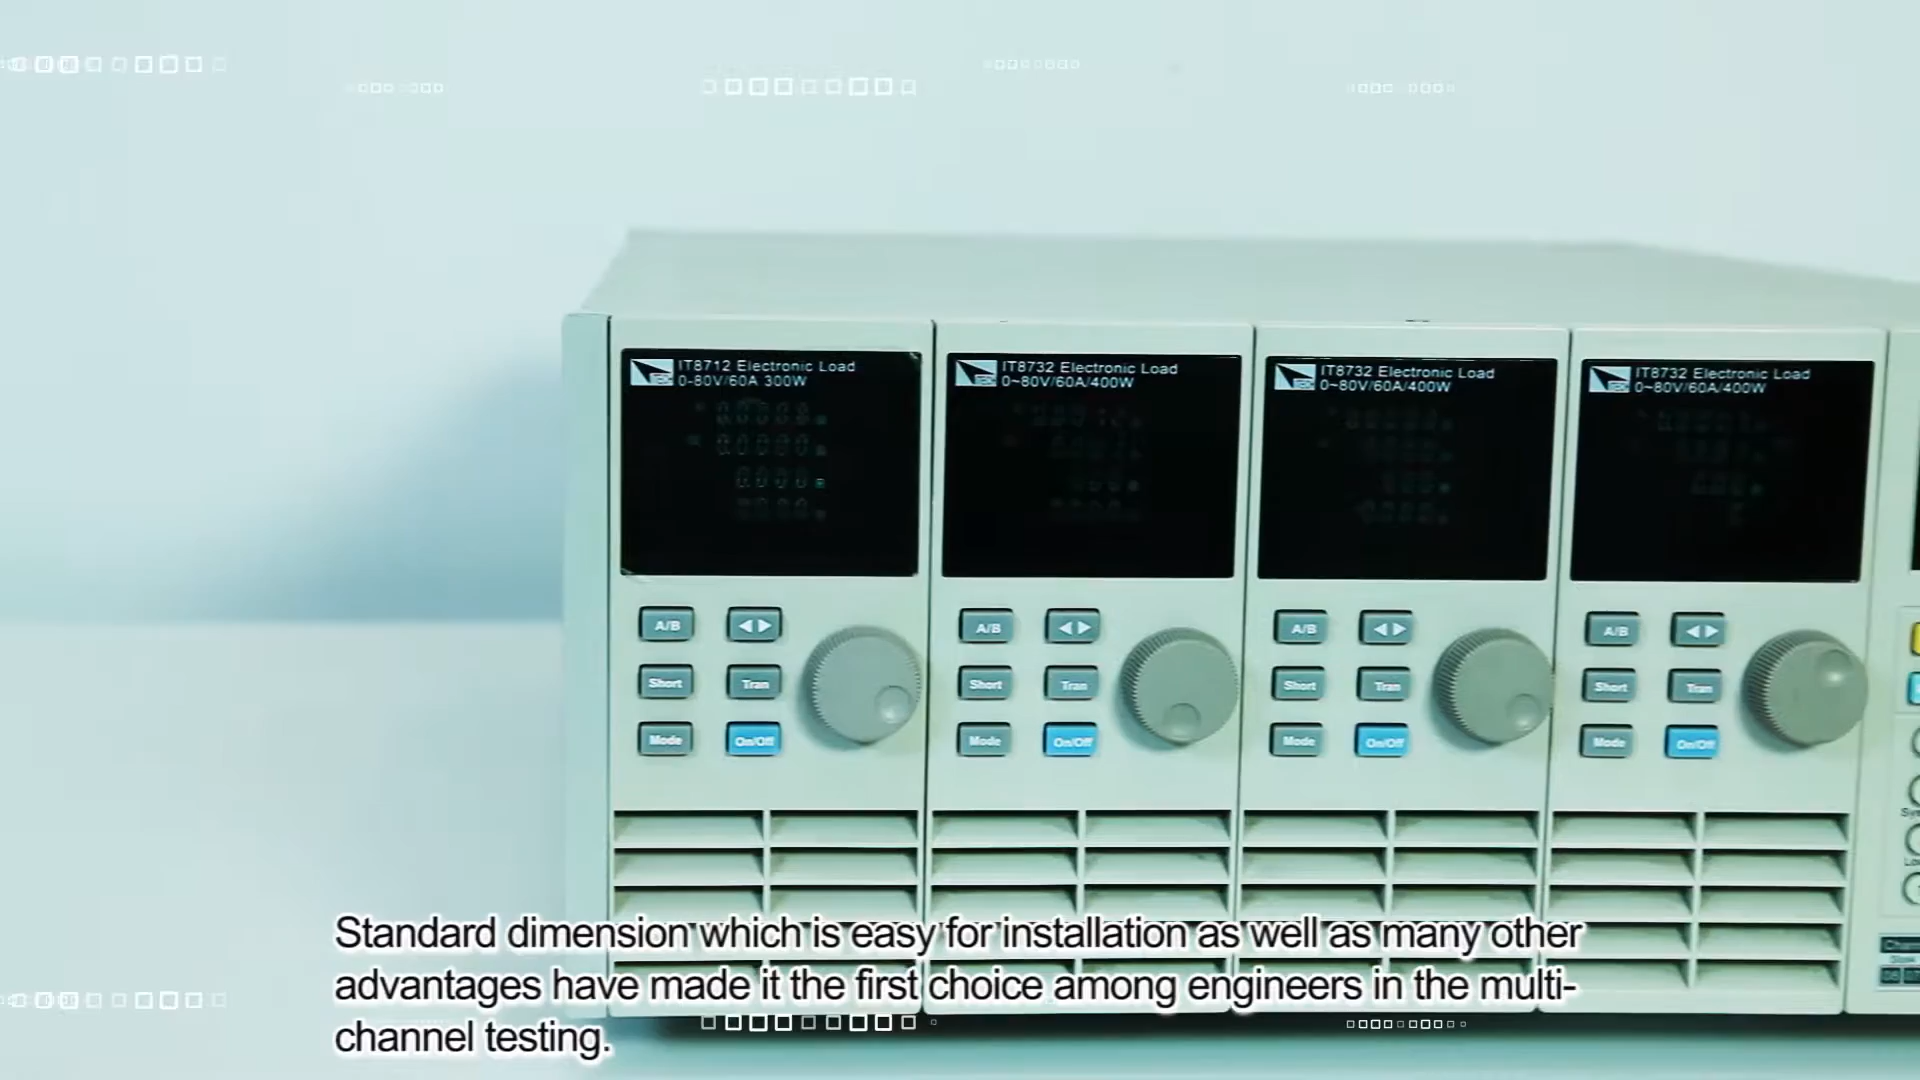 IT8712 Electronic Load
0-80V/60A 300W
IT8732 Electronic Load
0~80V/60A/400W
IT8732 Electronic Load
0~80V/60A/400W
IT8732 Electronic Load
0~80V/60A/400W
A/B
Short
Tran
Mode
On/Off
A/B
Short
Tran
Mode
On/Off
A/B
Short
Tran
Mode
On/Off
A/B
Short
Tran
Mode
On/Off
Standard dimension which is easy for installation as well as many other
advantages have made it the first choice among engineers in the multi-
channel testing.